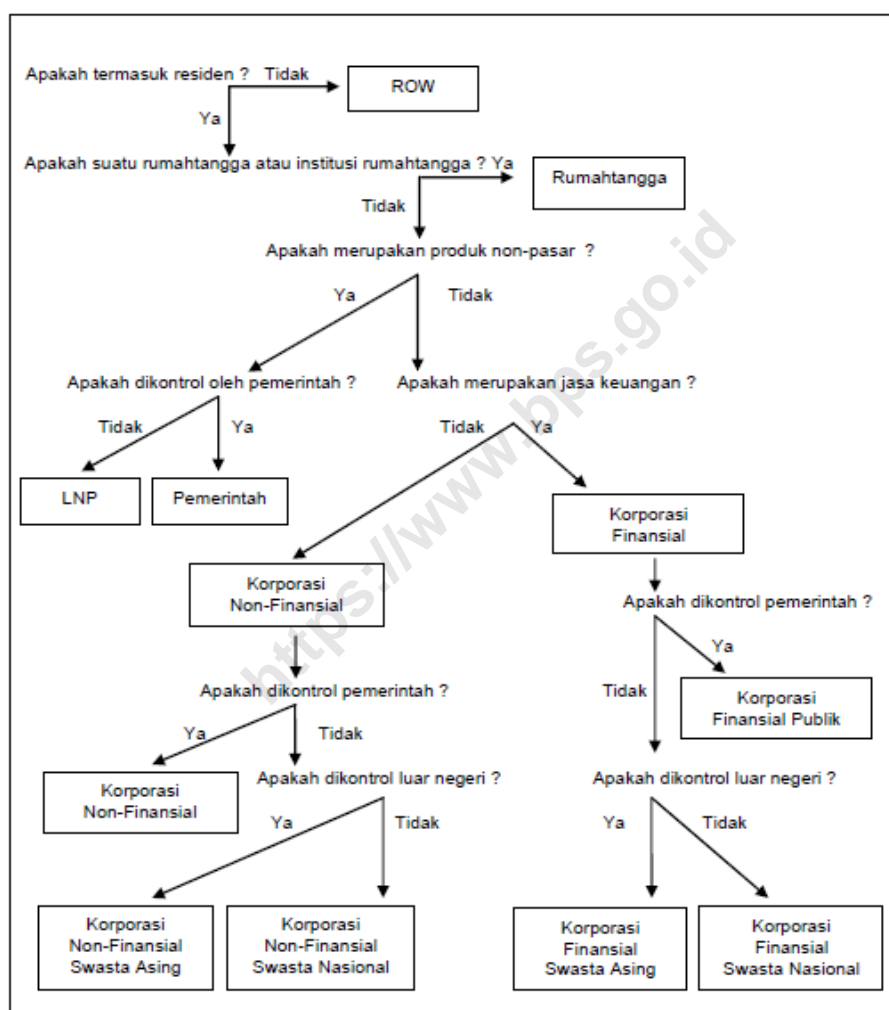 Apakah termasuk residen ? Tidak
ROW
Ya
Apakah suatu rumahtangga atau institusi rumahtangga ? Ya
Rumahtangga
Tidak
Apakah merupakan produk non-pasar ?
Ya
Tidak
Apakah dikontrol oleh pemerintah ?
Apakah merupakan jasa keuangan ?
Tidak
Ya
Tidak
Ya
LNP
Pemerintah
Korporasi
Finansial
Korporasi
Non-Finansial
Apakah dikontrol pemerintah ?
Ya
Apakah dikontrol pemerintah ?
Tidak
Korporasi
Finansial Publik
Ya
Tidak
Korporasi
Non-Finansial
Apakah dikontrol luar negeri ?
Apakah dikontrol luar negeri ?
Ya
Tidak
Ya
Tidak
Korporasi
Non-Finansial
Swasta Asing
Korporasi
Non-Finansial
Swasta Nasional
Korporasi
Finansial
Swasta Asing
Korporasi
Finansial
Swasta Nasional
https://www.bps.go.id